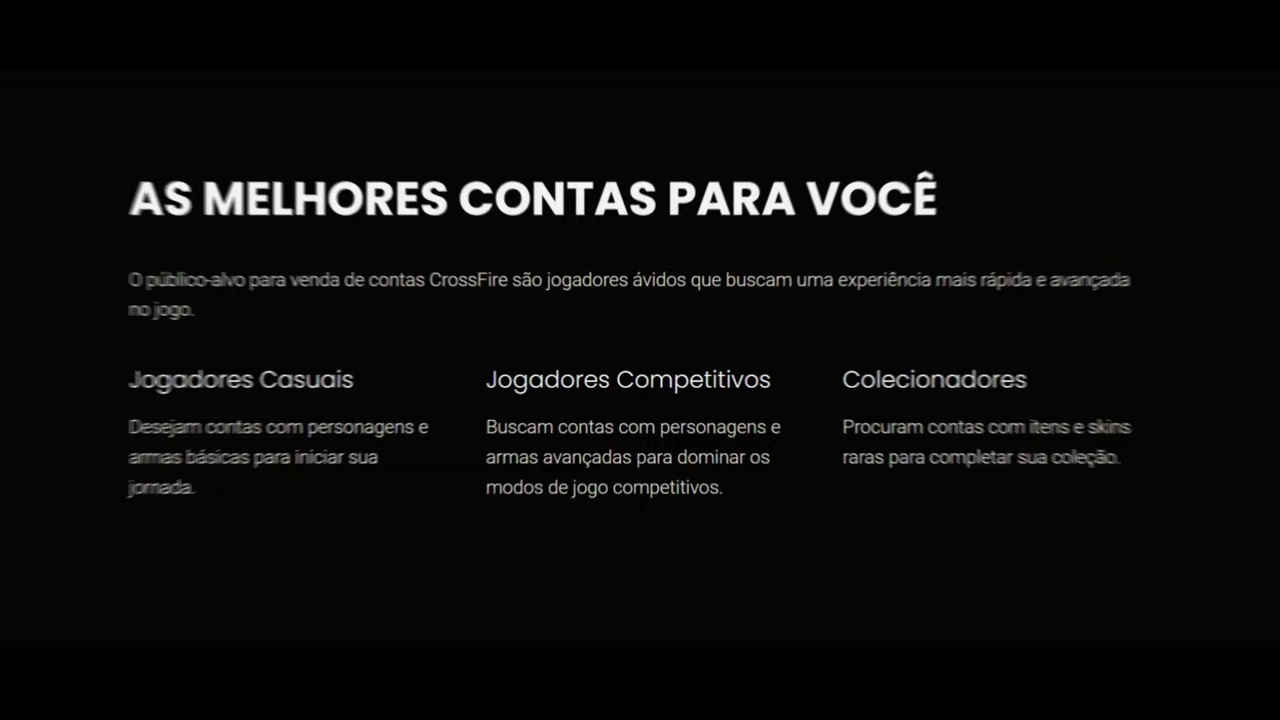 AS MELHORES CONTAS PARA VOCÊ
O público-alvo para venda de contas CrossFire são jogadores ávidos que buscam uma experiência mais rápida e avançada
no jogo.
Jogadores Casuais
Desejam contas com personagens e
armas básicas para iniciar sua
jornada.
Jogadores Competitivos
Buscam contas com personagens e
armas avançadas para dominar os
modos de jogo competitivos.
Colecionadores
Procuram contas com itens e skins
raras para completar sua coleção.